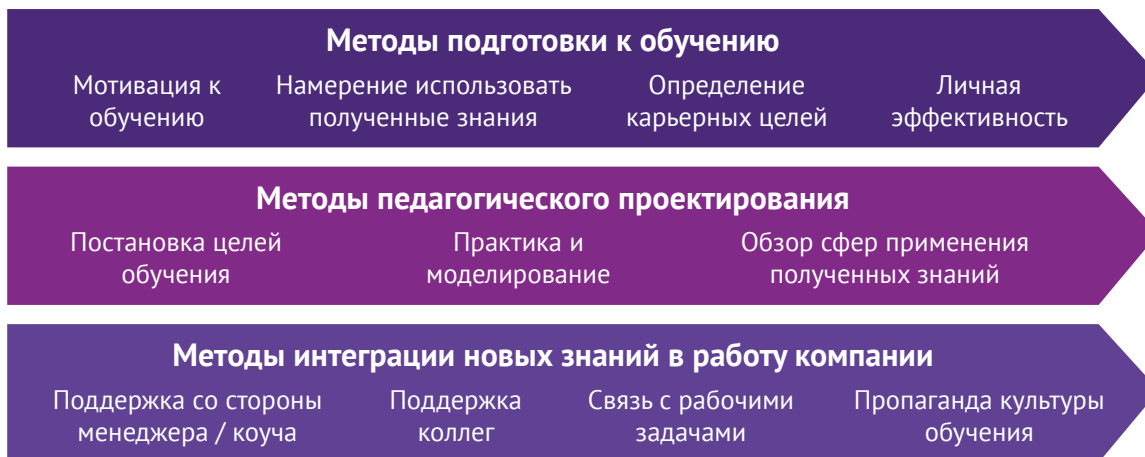 Методы подготовки к обучению
Мотивация к
обучению
Намерение использовать
полученные знания
Определение
карьерных целей
Личная
эффективность
Методы педагогического проектирования
Постановка целей
обучения
Практика и
моделирование
Обзор сфер применения
полученных знаний
Методы интеграции новых знаний в работу компании
Поддержка со стороны
менеджера / коуча
Поддержка
коллег
Связь с рабочими
задачами
Пропаганда культуры
обучения